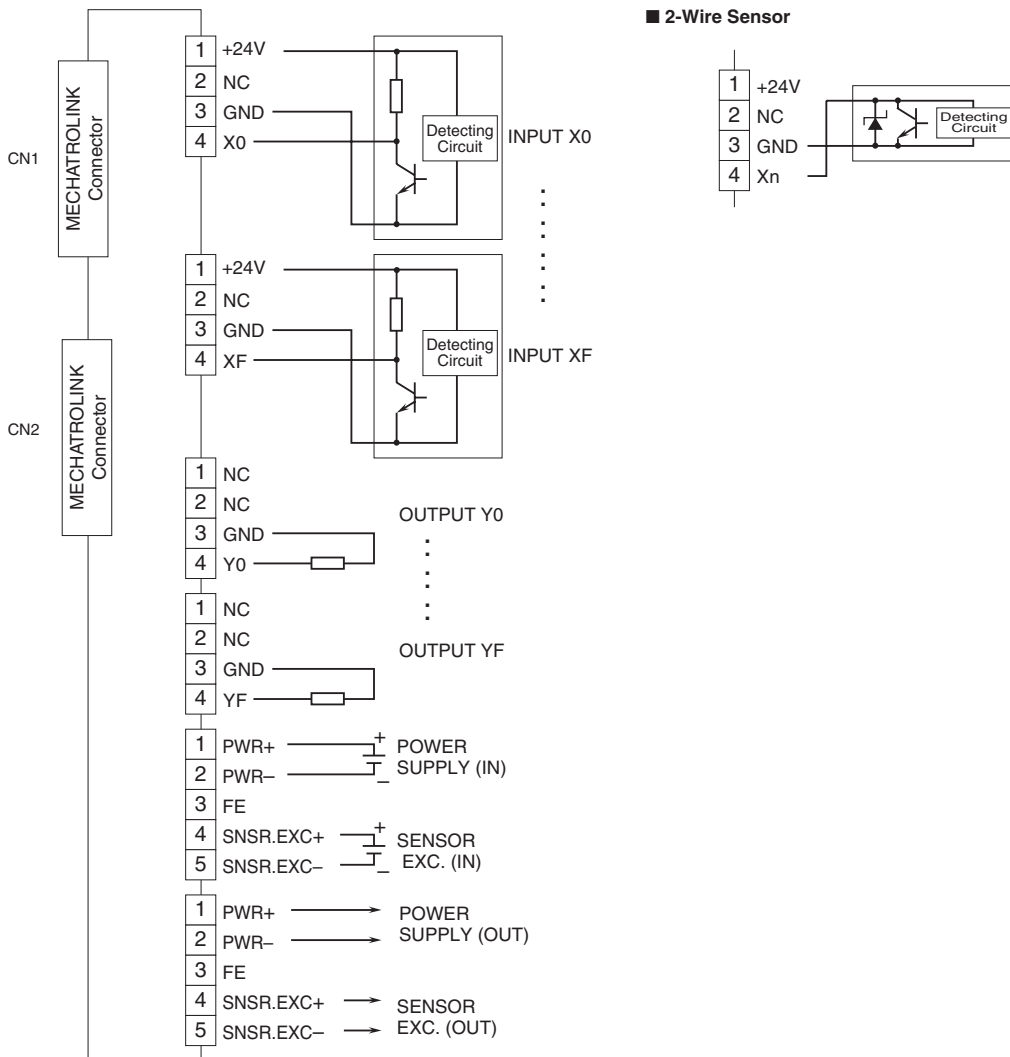 ■ 2-Wire Sensor
CN1
MECHATROLINK
Connector
CN2
MECHATROLINK
Connector
1 +24V
2 NC
3 GND
4 X0
Detecting
Circuit
INPUT X0
1 +24V
2 NC
3 GND
4 XF
Detecting
Circuit
INPUT XF
1 NC
2 NC
3 GND
4 Y0
OUTPUT Y0
1 NC
2 NC
3 GND
4 YF
OUTPUT YF
1 PWR+
2 PWR–
3 FE
4 SNSR.EXC+
5 SNSR.EXC–
+
–
POWER
SUPPLY (IN)
+
–
SENSOR
EXC. (IN)
1 PWR+
2 PWR–
3 FE
4 SNSR.EXC+
5 SNSR.EXC–
POWER
SUPPLY (OUT)
SENSOR
EXC. (OUT)
1 +24V
2 NC
3 GND
4 Xn
Detecting
Circuit